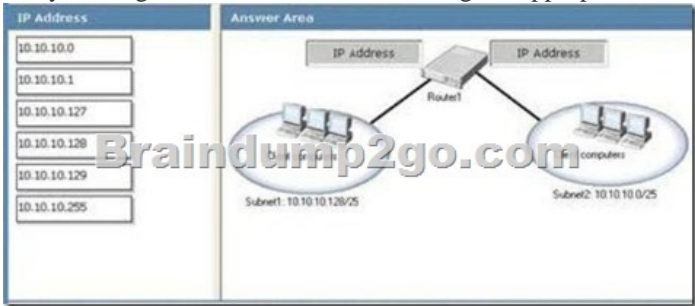 IP Address
10.10.10.0
10.10.10.1
10.10.10.127
10.10.10.128
10.10.10.129
10.10.10.255
Answer Area
IP Address
IP Address
Router1
computers
computers
Subnet1: 10.10.10.128/25
Subnet2: 10.10.10.0/25
Braindump2go.com